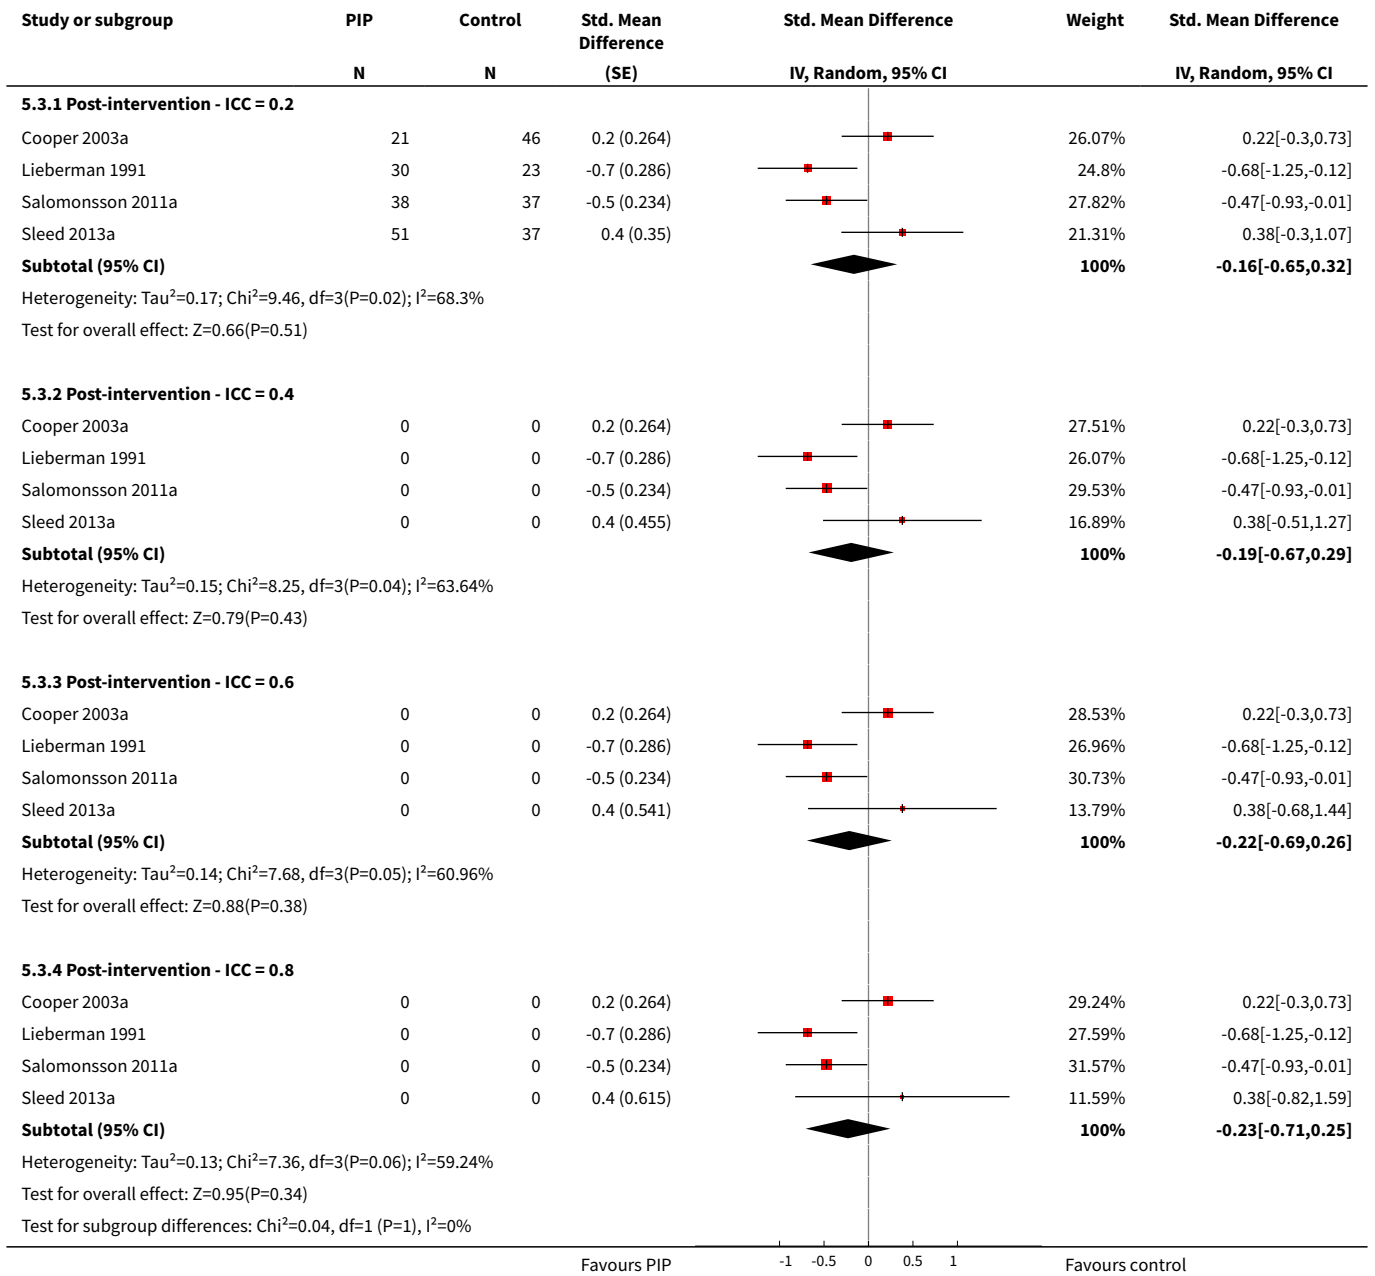 Study or subgroup PIP Control Std. Mean Difference Std. Mean Difference Weight Std. Mean Difference
N N (SE) IV, Random, 95% CI IV, Random, 95% CI
5.3.1 Post-intervention - ICC = 0.2
Cooper 2003a 21 46 0.2 (0.264) 26.07% 0.22[-0.3,0.73]
Lieberman 1991 30 23 -0.7 (0.286) 24.8% -0.68[-1.25,-0.12]
Salomonsson 2011a 38 37 -0.5 (0.234) 27.82% -0.47[-0.93,-0.01]
Sleed 2013a 51 37 0.4 (0.35) 21.31% 0.38[-0.3,1.07]
Subtotal (95% CI) 100% -0.16[-0.65,0.32]
Heterogeneity: Tau²=0.17; Chi²=9.46, df=3(P=0.02); I²=68.3%
Test for overall effect: Z=0.66(P=0.51)
5.3.2 Post-intervention - ICC = 0.4
Cooper 2003a 0 0 0.2 (0.264) 27.51% 0.22[-0.3,0.73]
Lieberman 1991 0 0 -0.7 (0.286) 26.07% -0.68[-1.25,-0.12]
Salomonsson 2011a 0 0 -0.5 (0.234) 29.53% -0.47[-0.93,-0.01]
Sleed 2013a 0 0 0.4 (0.455) 16.89% 0.38[-0.51,1.27]
Subtotal (95% CI) 100% -0.19[-0.67,0.29]
Heterogeneity: Tau²=0.15; Chi²=8.25, df=3(P=0.04); I²=63.64%
Test for overall effect: Z=0.79(P=0.43)
5.3.3 Post-intervention - ICC = 0.6
Cooper 2003a 0 0 0.2 (0.264) 28.53% 0.22[-0.3,0.73]
Lieberman 1991 0 0 -0.7 (0.286) 26.96% -0.68[-1.25,-0.12]
Salomonsson 2011a 0 0 -0.5 (0.234) 30.73% -0.47[-0.93,-0.01]
Sleed 2013a 0 0 0.4 (0.541) 13.79% 0.38[-0.68,1.44]
Subtotal (95% CI) 100% -0.22[-0.69,0.26]
Heterogeneity: Tau²=0.14; Chi²=7.68, df=3(P=0.05); I²=60.96%
Test for overall effect: Z=0.88(P=0.38)
5.3.4 Post-intervention - ICC = 0.8
Cooper 2003a 0 0 0.2 (0.264) 29.24% 0.22[-0.3,0.73]
Lieberman 1991 0 0 -0.7 (0.286) 27.59% -0.68[-1.25,-0.12]
Salomonsson 2011a 0 0 -0.5 (0.234) 31.57% -0.47[-0.93,-0.01]
Sleed 2013a 0 0 0.4 (0.615) 11.59% 0.38[-0.82,1.59]
Subtotal (95% CI) 100% -0.23[-0.71,0.25]
Heterogeneity: Tau²=0.13; Chi²=7.36, df=3(P=0.06); I²=59.24%
Test for overall effect: Z=0.95(P=0.34)
Test for subgroup differences: Chi²=0.04, df=1 (P=1), I²=0%
Favours PIP -1 -0.5 0 0.5 1 Favours control